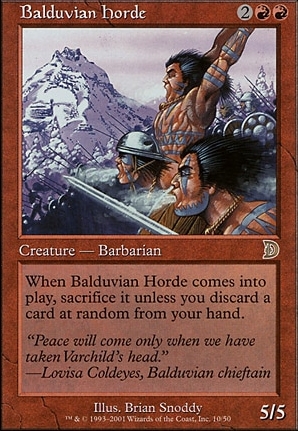 Balduvian Horde 2
Creature — Barbarian
When Balduvian Horde comes into
play, sacrifice it unless you discard a
card at random from your hand.
“Peace will come only when we have
taken Varchild’s head.”
—Lovisa Coldeyes, Balduvian chieftain
Illus. Brian Snoddy
5/5
™ & © 1993–2001 Wizards of the Coast, Inc. 10/50